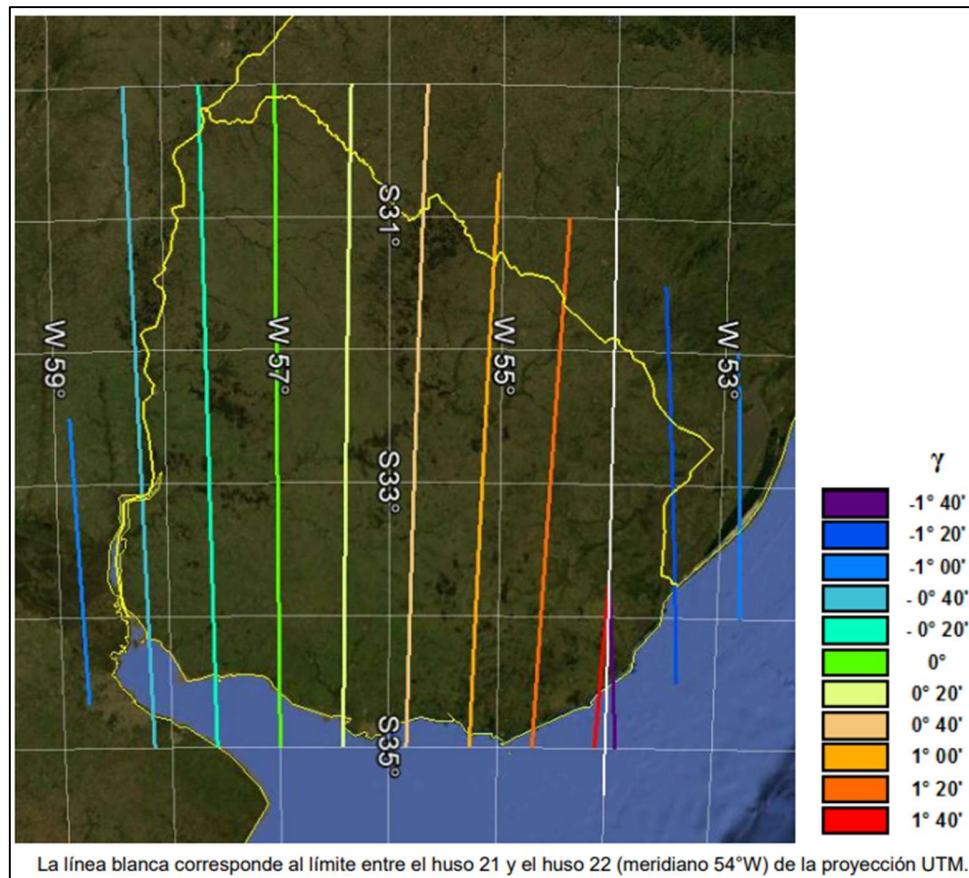 S31°
W 59°
W 57°
W 55°
W 53°
S33°
S35°
γ
-1° 40'
-1° 20'
-1° 00'
- 0° 40'
- 0° 20'
0°
0° 20'
0° 40'
1° 00'
1° 20'
1° 40'
La línea blanca corresponde al límite entre el huso 21 y el huso 22 (meridiano 54°W) de la proyección UTM.